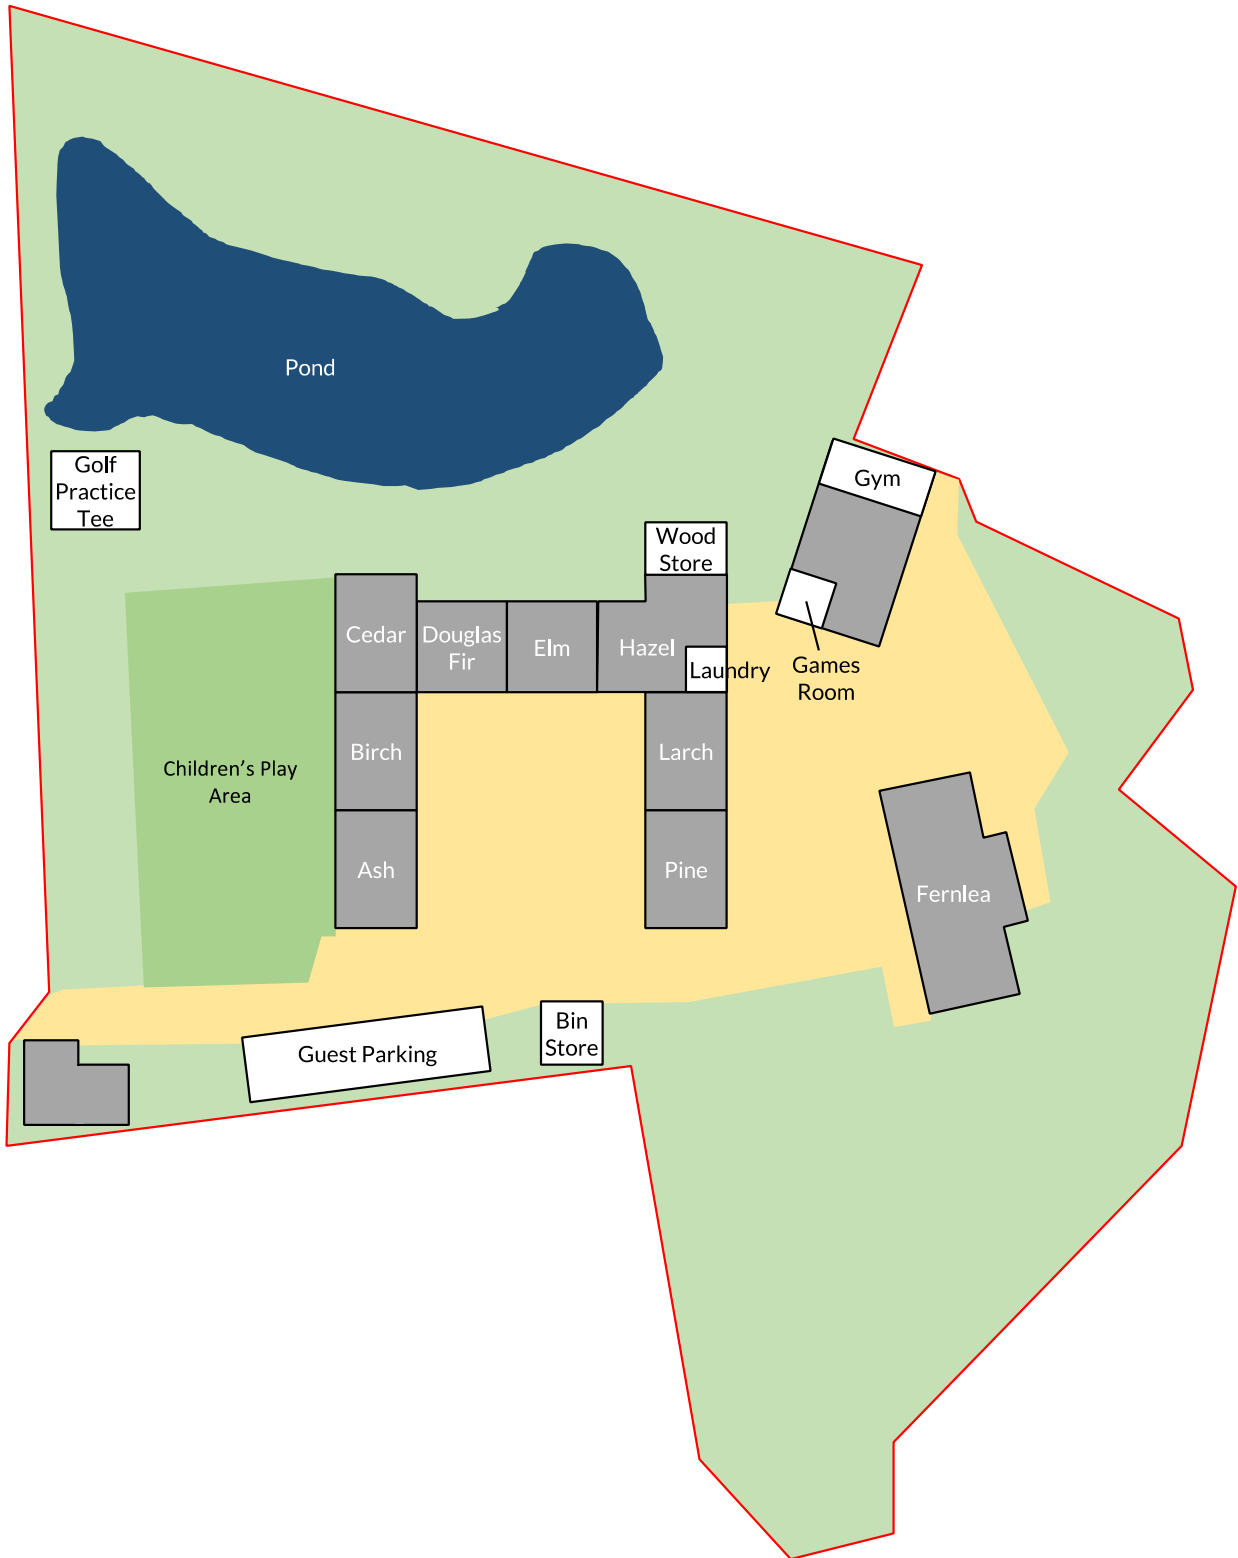 Pond
Golf
Practice
Tee
Gym
Wood
Store
Cedar
Douglas
Fir
Elm
Hazel
Laundry
Games
Room
Birch
Larch
Children's Play
Area
Ash
Pine
Fernlea
Bin
Store
Guest Parking